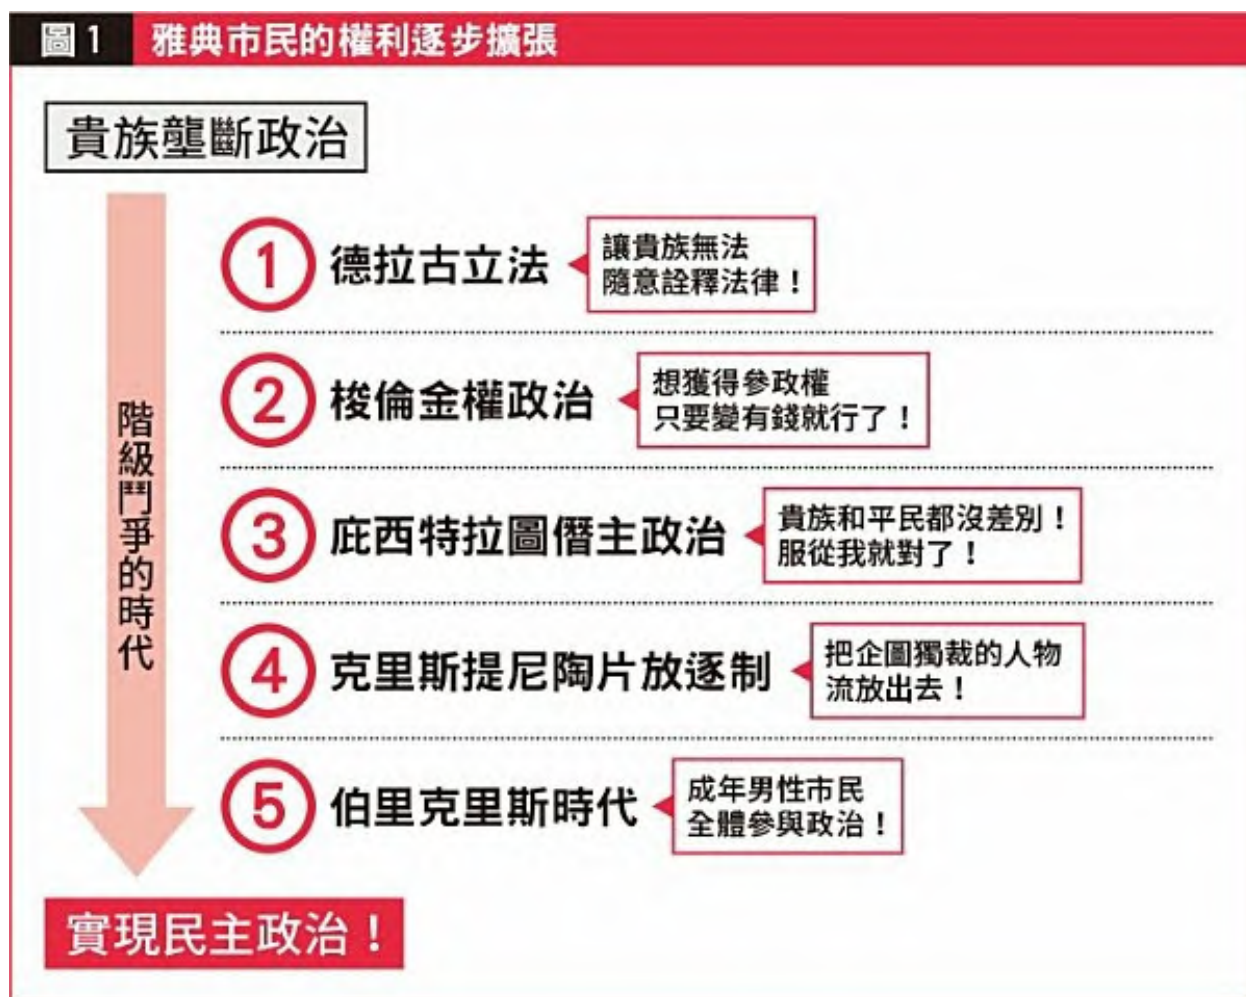 圖1 雅典市民的權利逐步擴張
貴族壟斷政治
階級鬥爭的時代
1 德拉古立法
讓貴族無法
隨意詮釋法律！
2 梭倫金權政治
想獲得參政權
只要變有錢就行了！
3 庇西特拉圖僭主政治
貴族和平民都沒差別！
服從我就對了！
4 克里斯提尼陶片放逐制
把企圖獨裁的人物
流放出去！
5 伯里克里斯時代
成年男性市民
全體參與政治！
實現民主政治！